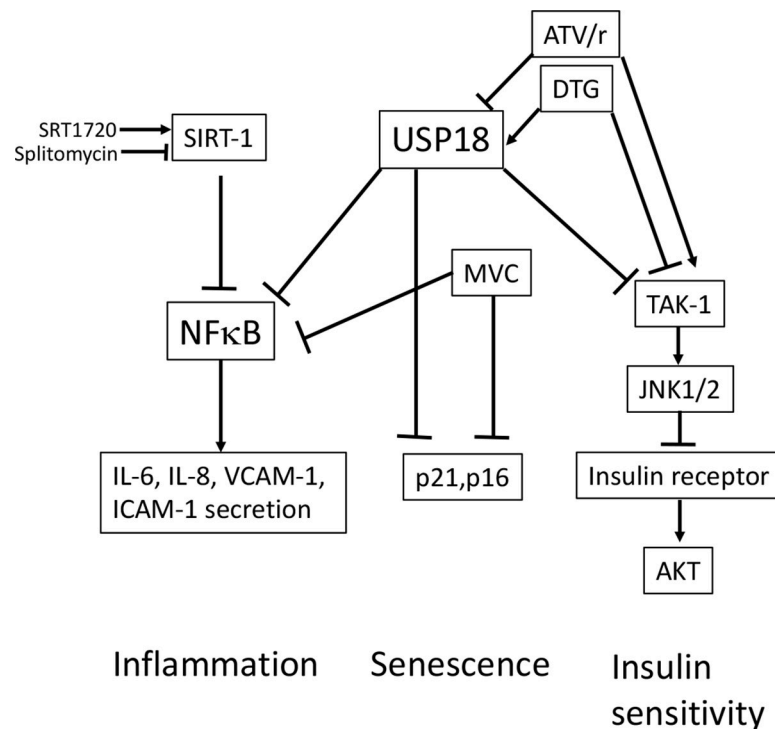 ATV/r
DTG
SRT1720
Splitomycin
SIRT-1
USP18
MVC
NFκB
TAK-1
JNK1/2
IL-6, IL-8, VCAM-1,
ICAM-1 secretion
p21,p16
Insulin receptor
AKT
Inflammation
Senescence
Insulin
sensitivity